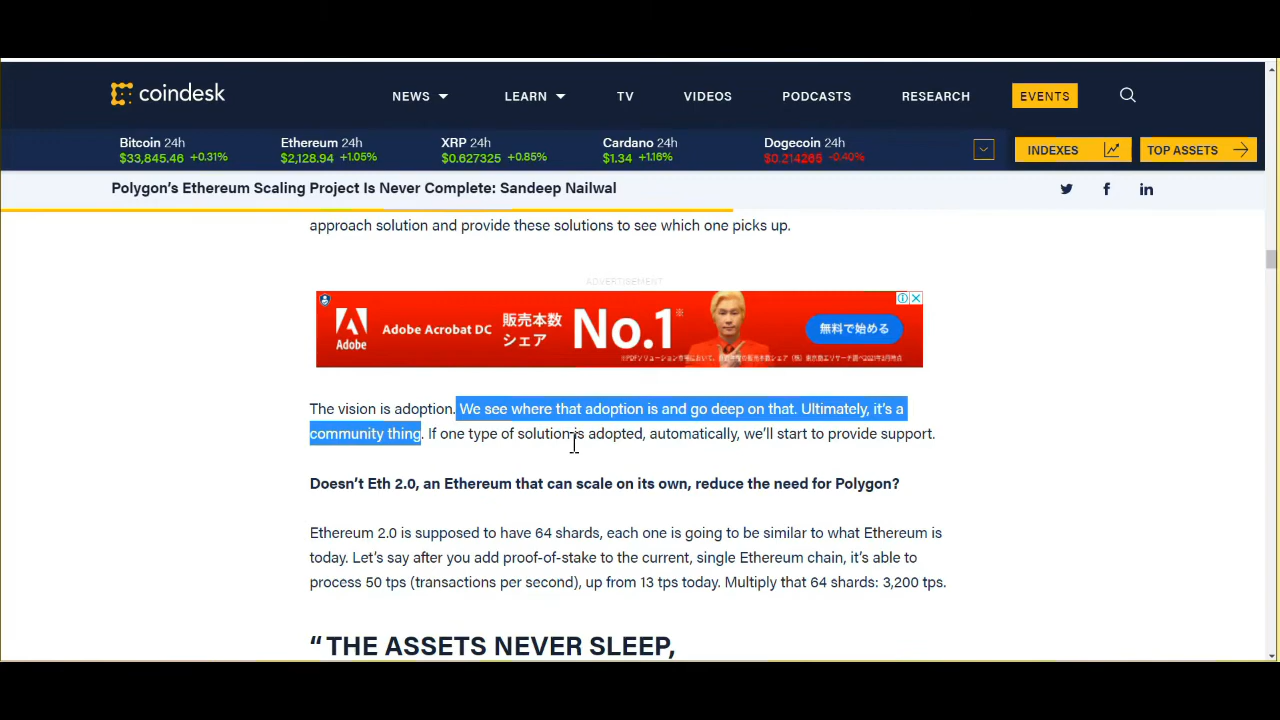 coindesk
NEWS LEARN TV VIDEOS PODCASTS RESEARCH EVENTS
Bitcoin 24h
$33,845.46 +0.31%
Ethereum 24h
$2,128.94 +1.05%
XRP 24h
$0.627325 +0.85%
Cardano 24h
$1.34 +1.16%
Dogecoin 24h
$0.214265 -0.40%
INDEXES
TOP ASSETS
Polygon’s Ethereum Scaling Project Is Never Complete: Sandeep Nailwal
approach solution and provide these solutions to see which one picks up.
ADVERTISEMENT
Adobe
Adobe Acrobat DC
販売本数
シェア
No.1※
無料で始める
The vision is adoption. We see where that adoption is and go deep on that. Ultimately, it’s a
community thing. If one type of solution is adopted, automatically, we’ll start to provide support.
Doesn’t Eth 2.0, an Ethereum that can scale on its own, reduce the need for Polygon?
Ethereum 2.0 is supposed to have 64 shards, each one is going to be similar to what Ethereum is
today. Let’s say after you add proof-of-stake to the current, single Ethereum chain, it’s able to
process 50 tps (transactions per second), up from 13 tps today. Multiply that 64 shards: 3,200 tps.
“ THE ASSETS NEVER SLEEP,